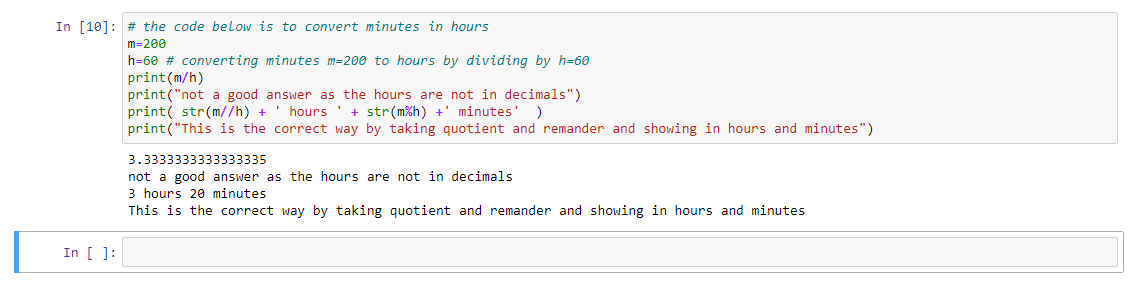 In [10]: # the code below is to convert minutes in hours
m=200
h=60 # converting minutes m=200 to hours by dividing by h=60
print(m/h)
print("not a good answer as the hours are not in decimals")
print( str(m//h) + ' hours ' + str(m%h) +' minutes'  )
print("This is the correct way by taking quotient and remander and showing in hours and minutes")
3.3333333333333335
not a good answer as the hours are not in decimals
3 hours 20 minutes
This is the correct way by taking quotient and remander and showing in hours and minutes
In [ ]: